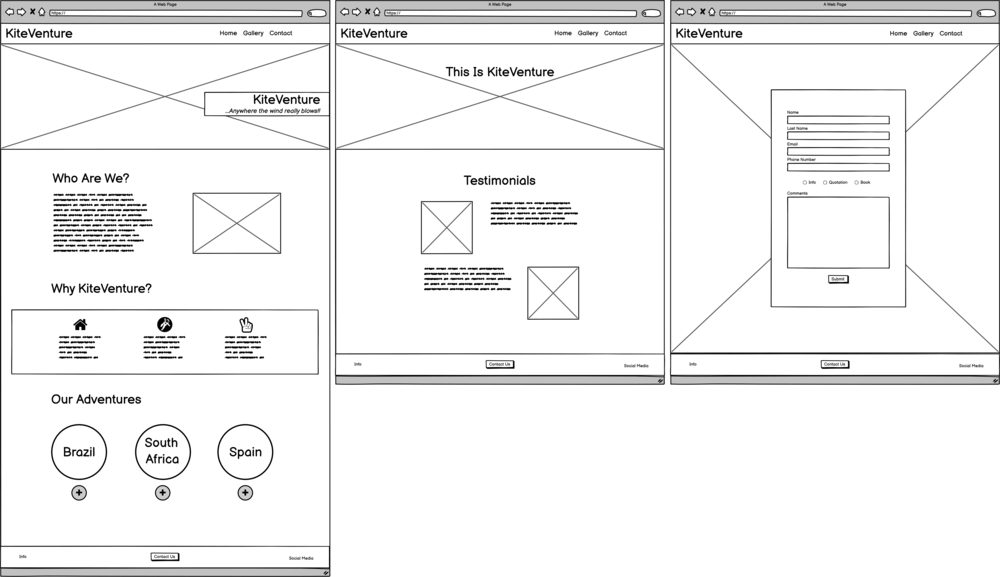 A Web Page
https://
KiteVenture
Home Gallery Contact
KiteVenture
...Anywhere the wind really blows!!
Who Are We?
Why KiteVenture?
Our Adventures
Brazil
South
Africa
Spain
Info
Contact Us
Social Media
A Web Page
https://
KiteVenture
Home Gallery Contact
This Is KiteVenture
Testimonials
Info
Contact Us
Social Media
A Web Page
https://
KiteVenture
Home Gallery Contact
Name
Last Name
Email
Phone Number
Info Quotation Book
Comments
Submit
Info
Contact Us
Social Media